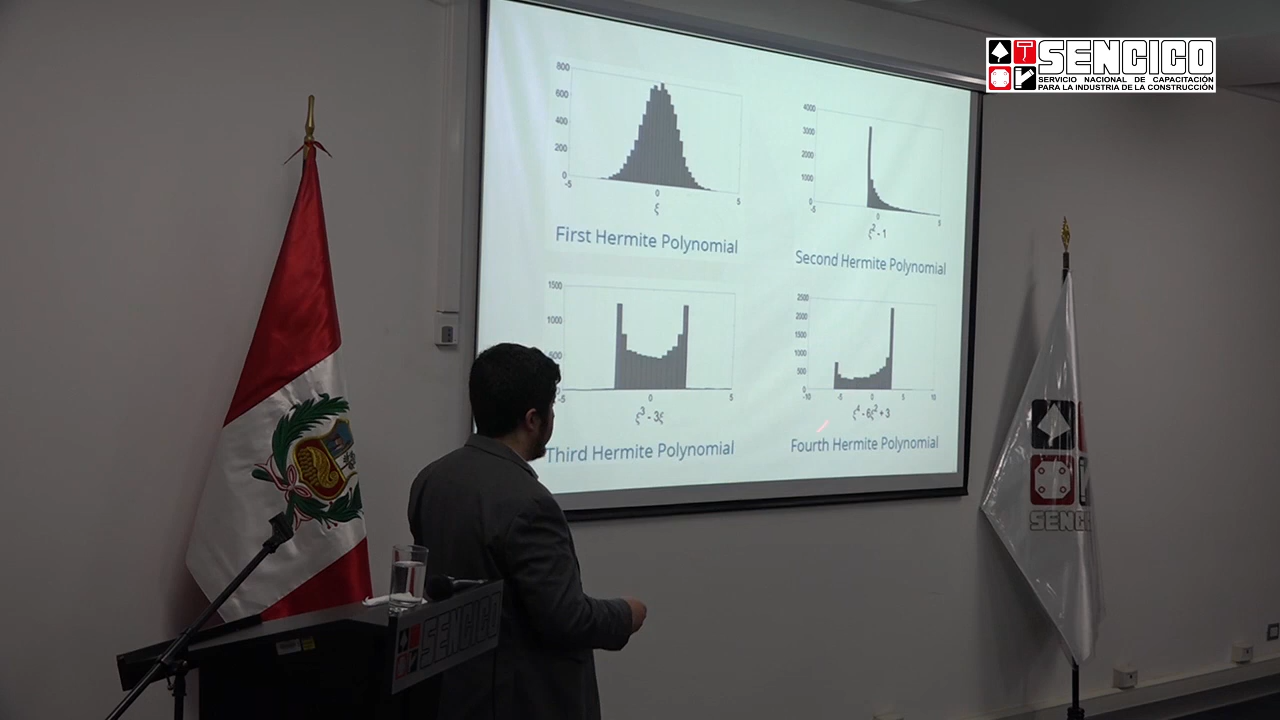 SENCICO
SERVICIO NACIONAL DE CAPACITACIÓN
PARA LA INDUSTRIA DE LA CONSTRUCCIÓN
800
600
400
200
0
-5
0
5
ξ
First Hermite Polynomial
4000
3000
2000
1000
0
-5
0
5
ξ² - 1
Second Hermite Polynomial
1500
1000
-5
0
5
ξ³ - 3ξ
Third Hermite Polynomial
2500
2000
1500
1000
500
0
-10
-5
0
5
10
ξ⁴ - 6ξ² + 3
Fourth Hermite Polynomial
SENCICO